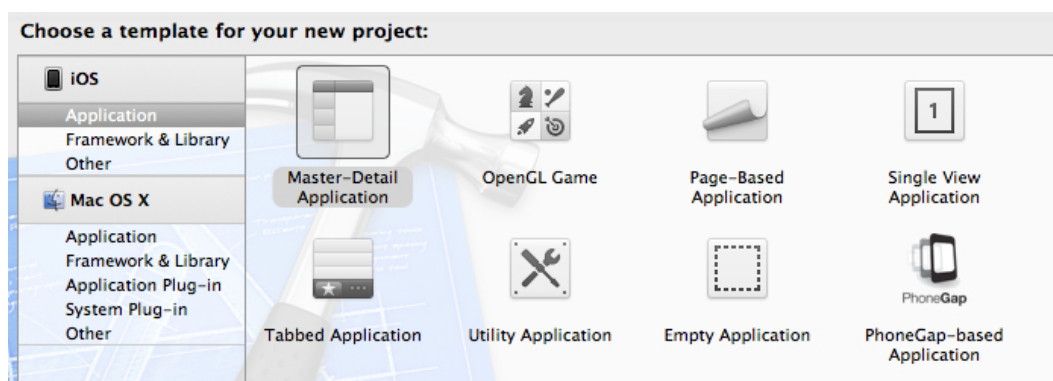 Choose a template for your new project:
iOS
Application
Framework & Library
Other
Mac OS X
Application
Framework & Library
Application Plug-in
System Plug-in
Other
Master-Detail
Application
OpenGL Game
Page-Based
Application
1
Single View
Application
Tabbed Application
Utility Application
Empty Application
PhoneGap
PhoneGap-based
Application